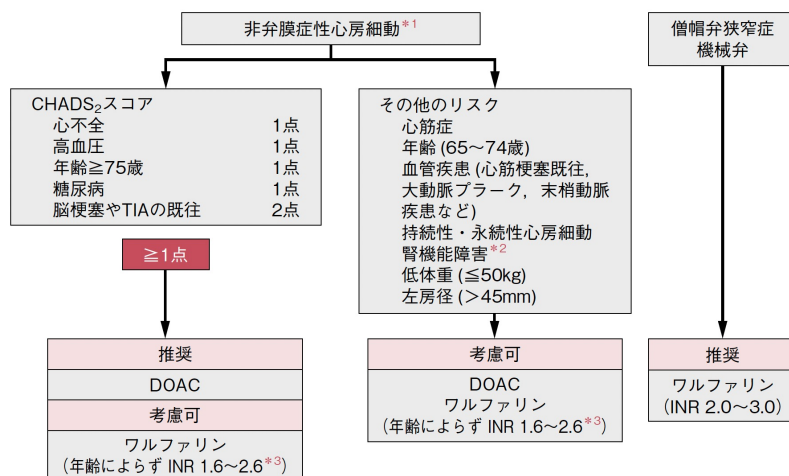 非弁膜症性心房細動*1
僧帽弁狭窄症
機械弁
CHADS₂スコア
心不全 1点
高血圧 1点
年齢≧75歳 1点
糖尿病 1点
脳梗塞やTIAの既往 2点
≧1点
その他のリスク
心筋症
年齢 (65〜74歳)
血管疾患 (心筋梗塞既往,
大動脈プラーク, 末梢動脈
疾患など)
持続性・永続性心房細動
腎機能障害*2
低体重 (≦50kg)
左房径 (>45mm)
推奨
DOAC
考慮可
ワルファリン
(年齢によらず INR 1.6〜2.6*3)
考慮可
DOAC
ワルファリン
(年齢によらず INR 1.6〜2.6*3)
推奨
ワルファリン
(INR 2.0〜3.0)